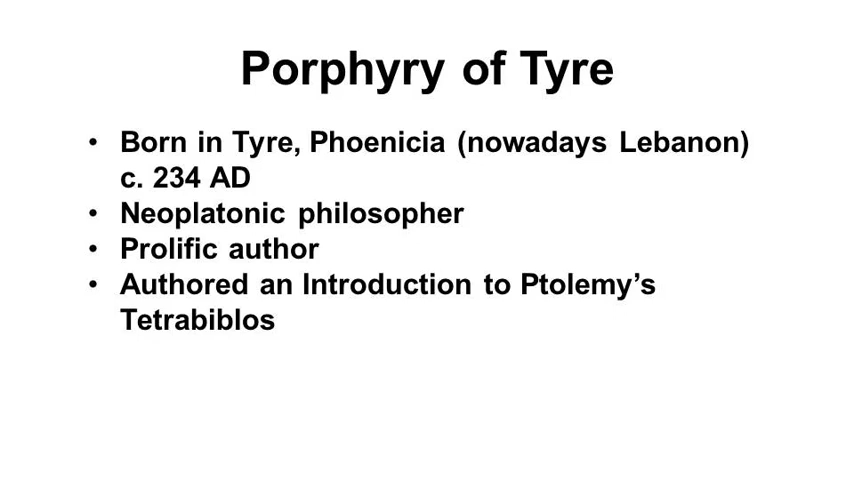 Porphyry of Tyre
• Born in Tyre, Phoenicia (nowadays Lebanon)
c. 234 AD
• Neoplatonic philosopher
• Prolific author
• Authored an Introduction to Ptolemy’s
Tetrabiblos